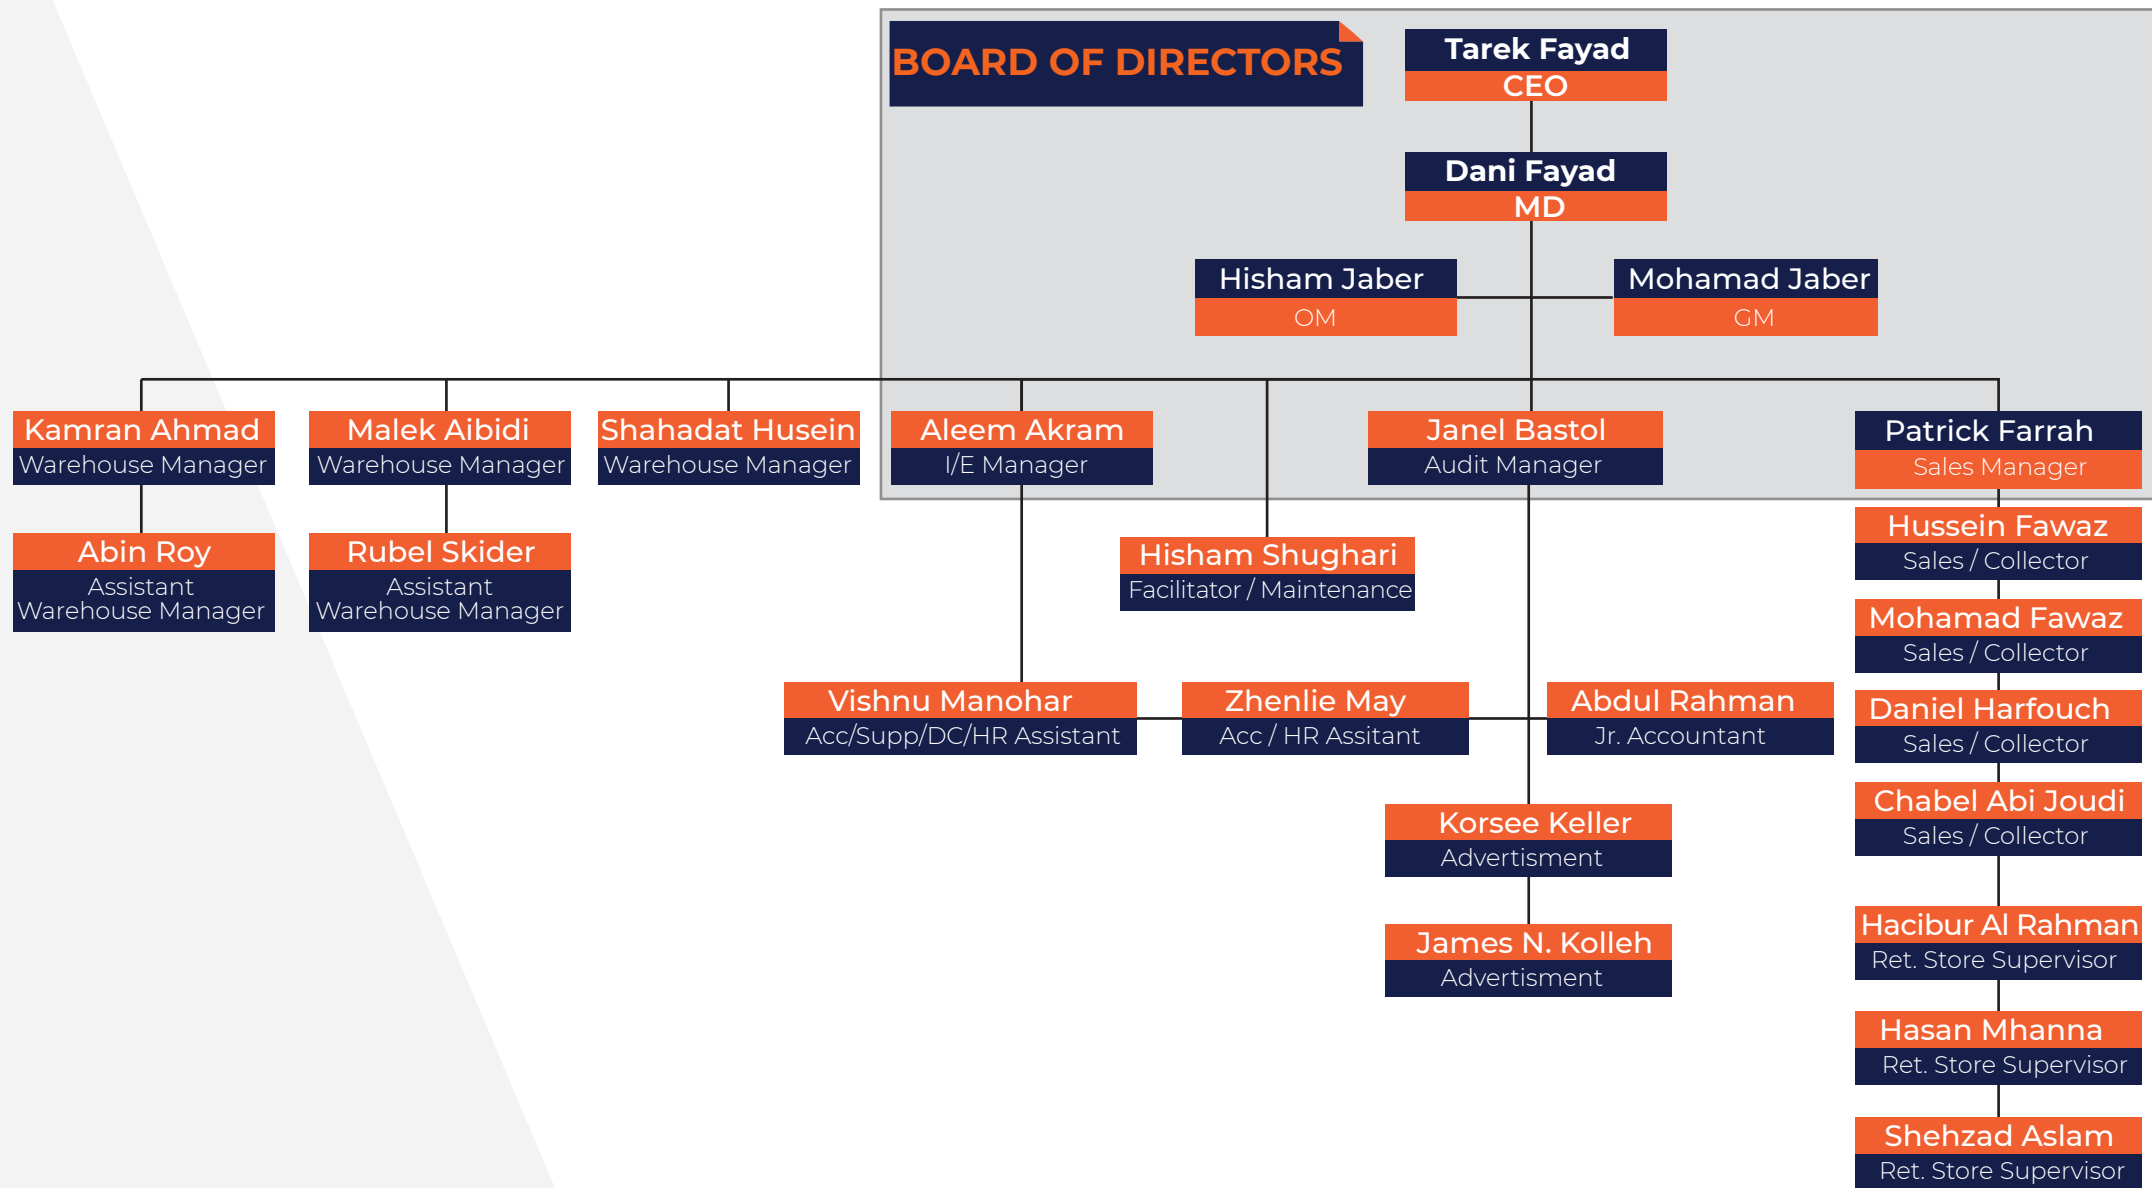 BOARD OF DIRECTORS
Tarek Fayad
CEO
Dani Fayad
MD
Hisham Jaber
OM
Mohamad Jaber
GM
Kamran Ahmad
Warehouse Manager
Malek Aibidi
Warehouse Manager
Shahadat Husein
Warehouse Manager
Aleem Akram
I/E Manager
Janel Bastol
Audit Manager
Patrick Farrah
Sales Manager
Abin Roy
Assistant
Warehouse Manager
Rubel Skider
Assistant
Warehouse Manager
Hisham Shughari
Facilitator / Maintenance
Hussein Fawaz
Sales / Collector
Mohamad Fawaz
Sales / Collector
Vishnu Manohar
Acc/Supp/DC/HR Assistant
Zhenlie May
Acc / HR Assitant
Abdul Rahman
Jr. Accountant
Daniel Harfouch
Sales / Collector
Chabel Abi Joudi
Sales / Collector
Korsee Keller
Advertisment
James N. Kolleh
Advertisment
Hacibur Al Rahman
Ret. Store Supervisor
Hasan Mhanna
Ret. Store Supervisor
Shehzad Aslam
Ret. Store Supervisor